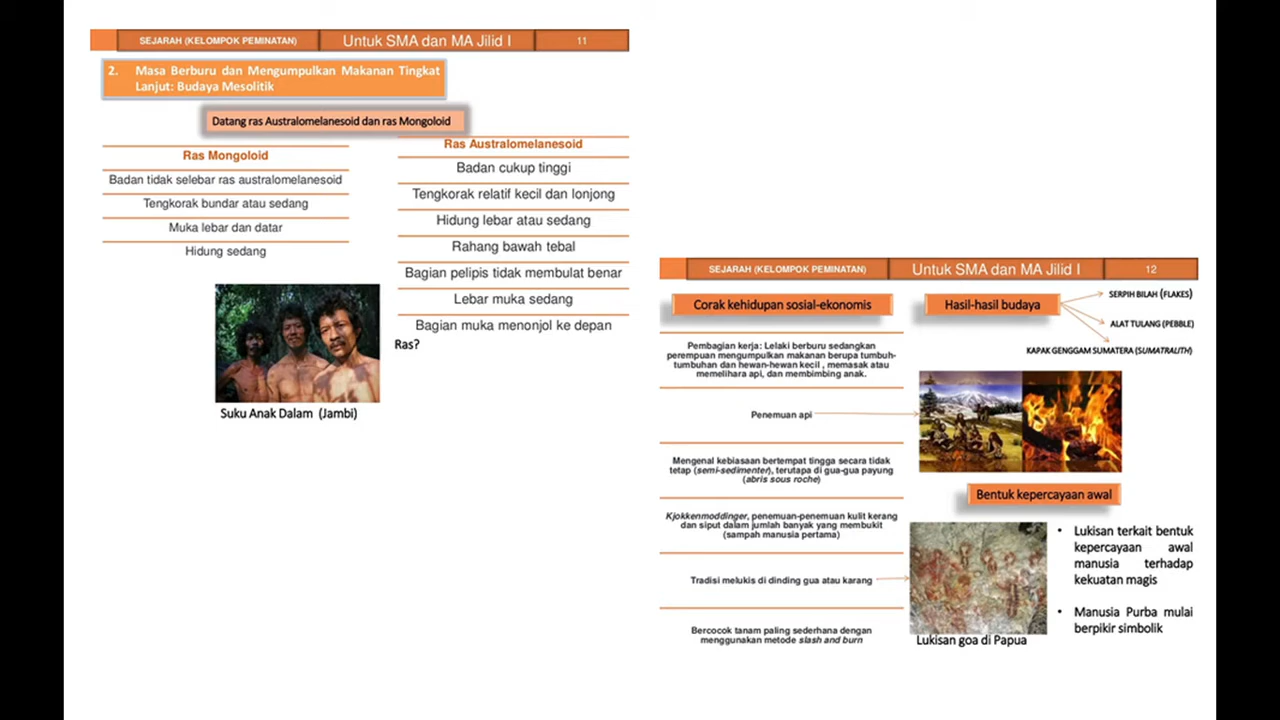 SEJARAH (KELOMPOK PEMINATAN)
Untuk SMA dan MA Jilid I
11
2. Masa Berburu dan Mengumpulkan Makanan Tingkat
Lanjut: Budaya Mesolitik
Datang ras Australomelanesoid dan ras Mongoloid
Ras Mongoloid
Badan tidak selebar ras australomelanesoid
Tengkorak bundar atau sedang
Muka lebar dan datar
Hidung sedang
Ras Australomelanesoid
Badan cukup tinggi
Tengkorak relatif kecil dan lonjong
Hidung lebar atau sedang
Rahang bawah tebal
Bagian pelipis tidak membulat benar
Lebar muka sedang
Bagian muka menonjol ke depan
Ras?
Suku Anak Dalam (Jambi)
SEJARAH (KELOMPOK PEMINATAN)
Untuk SMA dan MA Jilid I
12
Corak kehidupan sosial-ekonomis
Pembagian kerja: Lelaki berburu sedangkan
perempuan mengumpulkan makanan berupa tumbuh-
tumbuhan dan hewan-hewan kecil , memasak atau
memelihara api, dan membimbing anak.
Penemuan api
Mengenal kebiasaan bertempat tingga secara tidak
tetap (semi-sedimenter), terutapa di gua-gua payung
(abris sous roche)
Kjokkenmoddinger, penemuan-penemuan kulit kerang
dan siput dalam jumlah banyak yang membukit
(sampah manusia pertama)
Tradisi melukis di dinding gua atau karang
Bercocok tanam paling sederhana dengan
menggunakan metode slash and burn
Hasil-hasil budaya
SERPIH BILAH (FLAKES)
ALAT TULANG (PEBBLE)
KAPAK GENGGAM SUMATERA (SUMATRALITH)
Bentuk kepercayaan awal
• Lukisan terkait bentuk
kepercayaan awal
manusia terhadap
kekuatan magis
• Manusia Purba mulai
berpikir simbolik
Lukisan goa di Papua